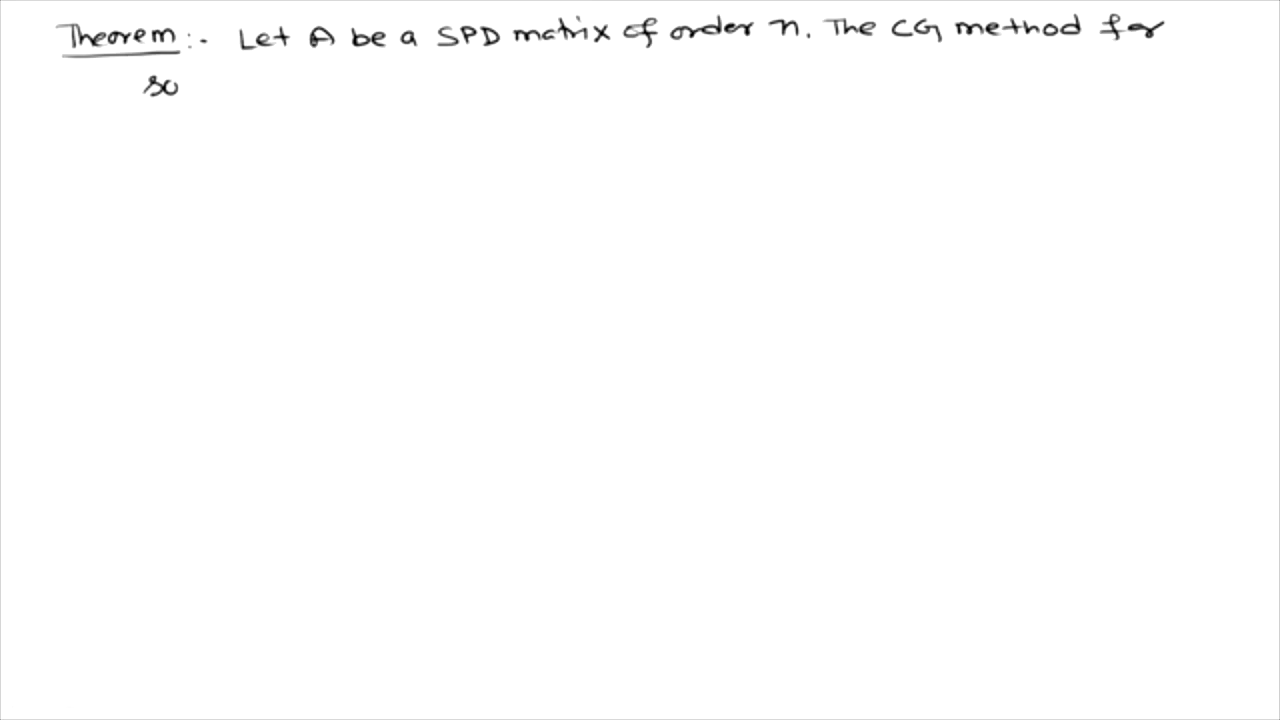 Theorem :- Let A be a SPD matrix of order n. The CG method for
so